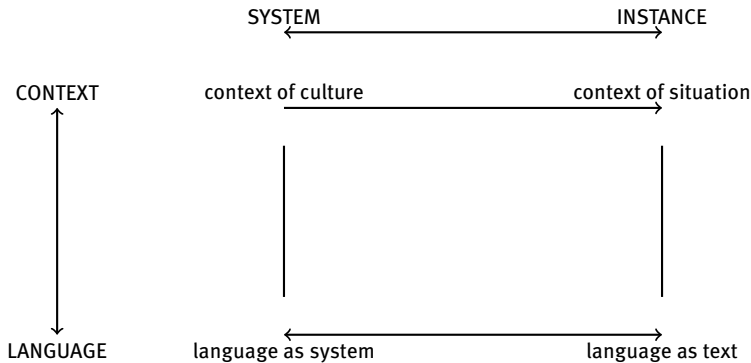 SYSTEM INSTANCE
CONTEXT context of culture context of situation
LANGUAGE language as system language as text